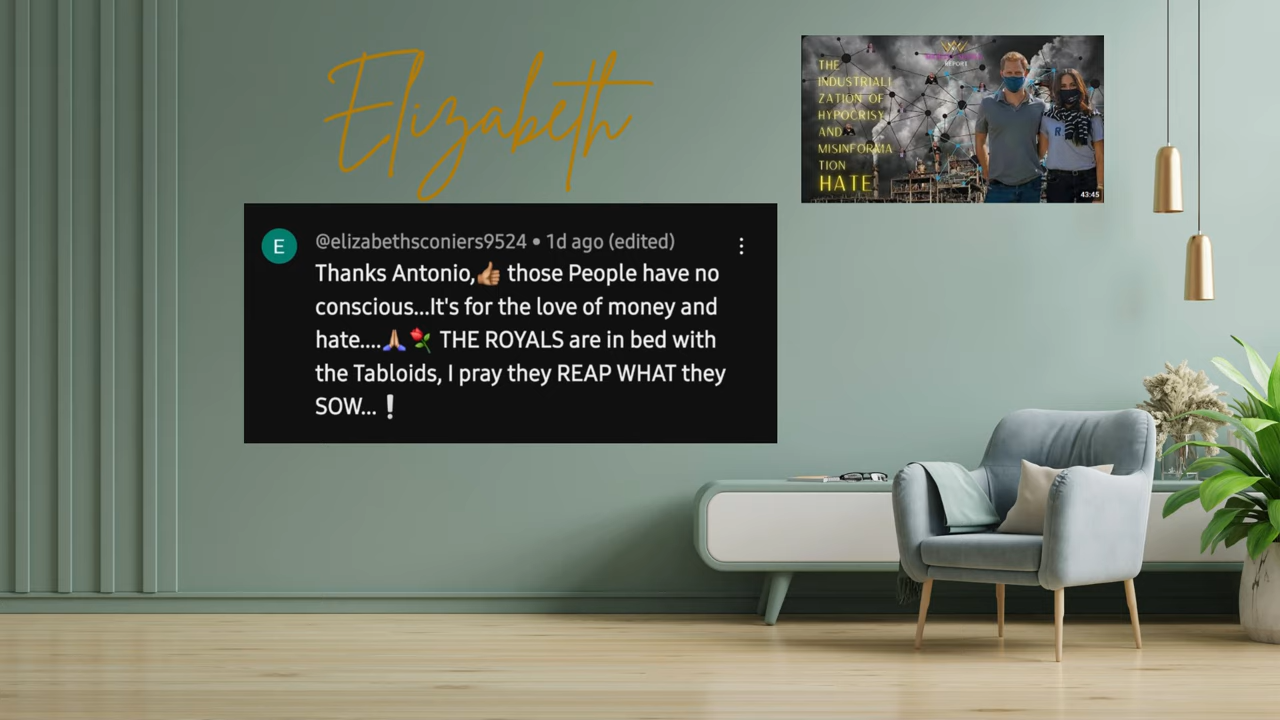 Elizabeth
@elizabethsconiers9524 • 1d ago (edited)
Thanks Antonio,👍🏽 those People have no
conscious...It's for the love of money and
hate....🙏🏽🌹 THE ROYALS are in bed with
the Tabloids, I pray they REAP WHAT they
SOW...❗
E
THE
INDUSTRIALI
ZATION OF
HYPOCRISY
AND
MISINFORMA
TION
HATE
REPORT
R
43:45